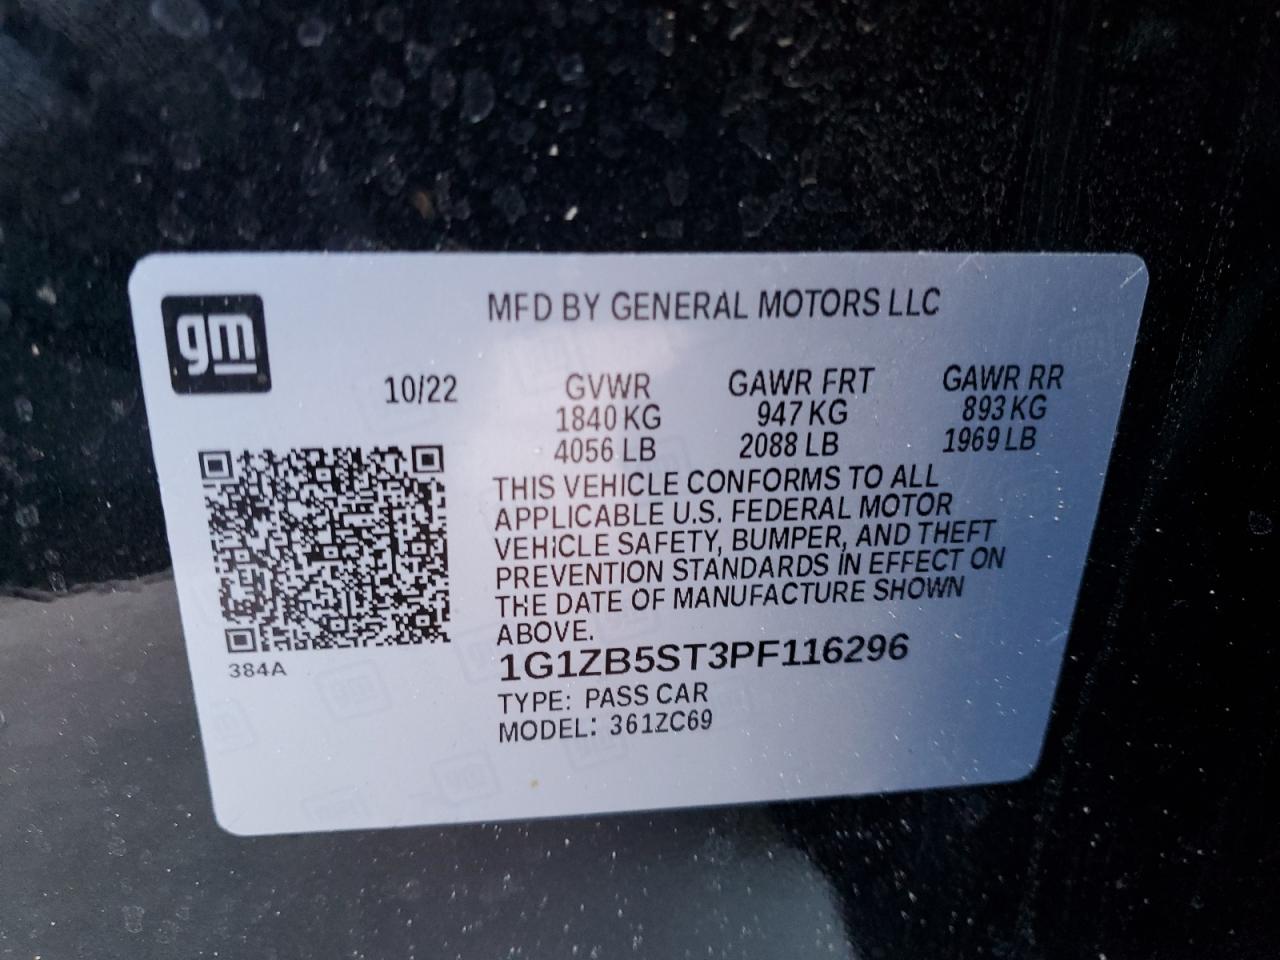 gm
MFD BY GENERAL MOTORS LLC
10/22 GVWR GAWR FRT GAWR RR
1840 KG 947 KG 893 KG
4056 LB 2088 LB 1969 LB
THIS VEHICLE CONFORMS TO ALL
APPLICABLE U.S. FEDERAL MOTOR
VEHICLE SAFETY, BUMPER, AND THEFT
PREVENTION STANDARDS IN EFFECT ON
THE DATE OF MANUFACTURE SHOWN
ABOVE.
384A
1G1ZB5ST3PF116296
TYPE: PASS CAR
MODEL: 361ZC69